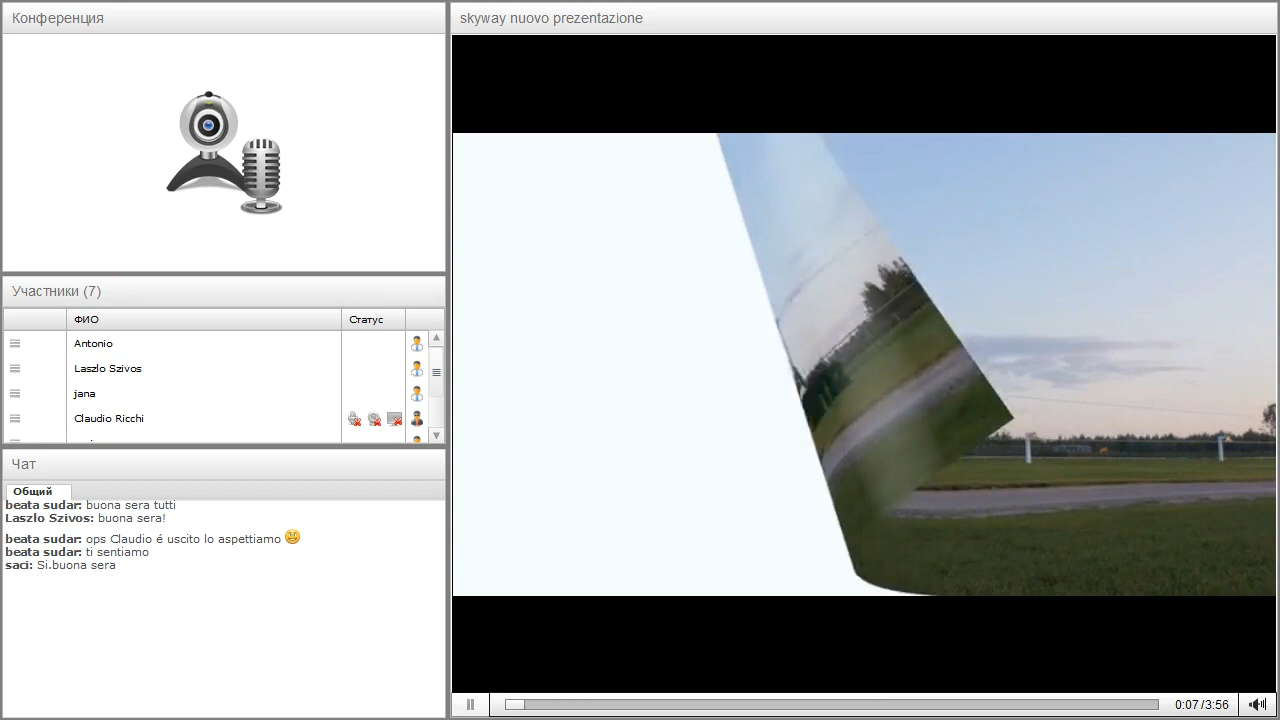 Конференция
skyway nuovo prezentazione
Участники (7)
ФИО Статус
Antonio
Laszlo Szivos
jana
Claudio Ricchi
Чат
Общий
beata sudar: buona sera tutti
Laszlo Szivos: buona sera!
beata sudar: ops Claudio é uscito lo aspettiamo
beata sudar: ti sentiamo
saci: Si.buona sera
0:07/3:56